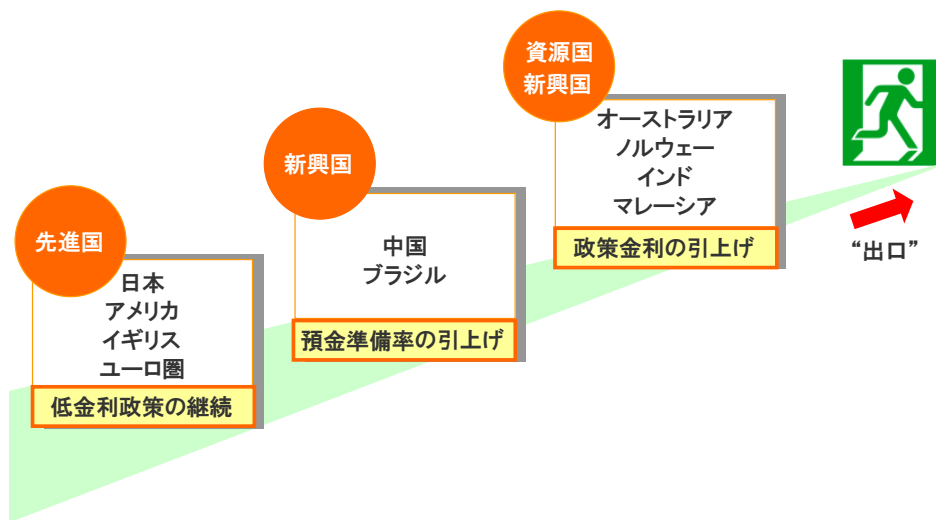 先進国
日本
アメリカ
イギリス
ユーロ圏
低金利政策の継続
新興国
中国
ブラジル
預金準備率の引上げ
資源国
新興国
オーストラリア
ノルウェー
インド
マレーシア
政策金利の引上げ
“出口”